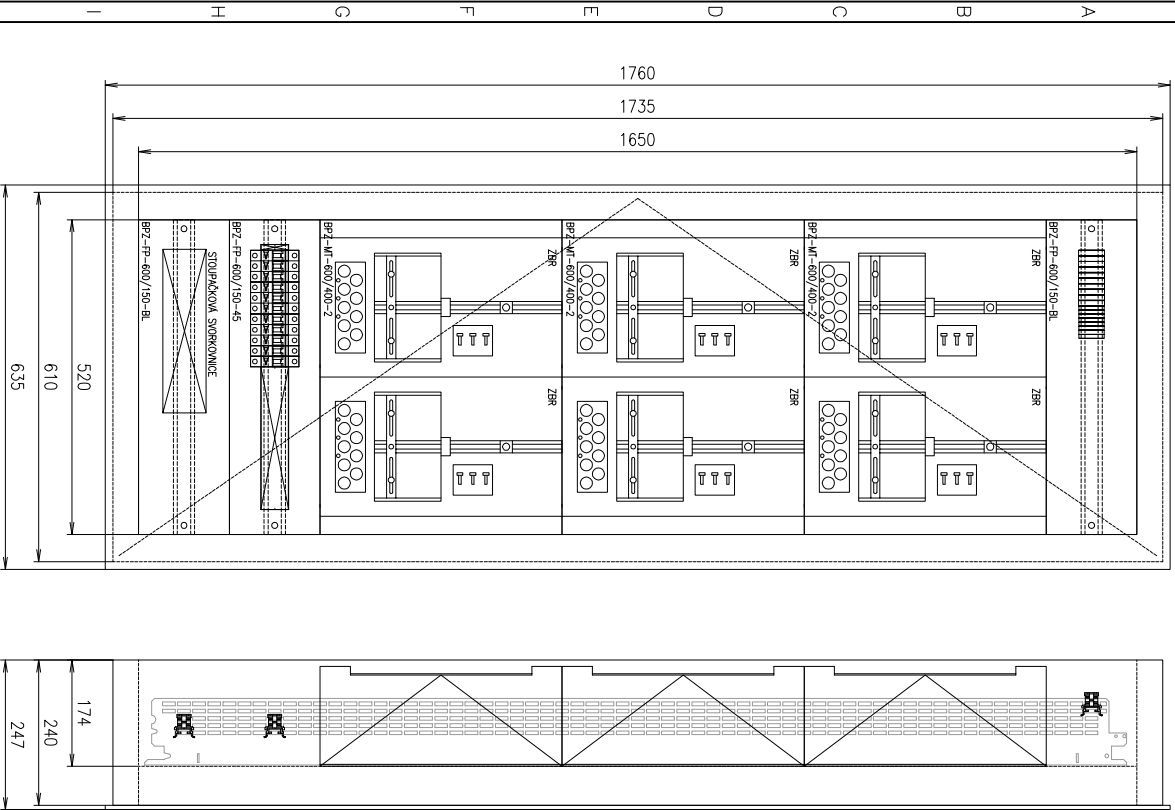 I H G F E D C B A
1760
1735
1650
BPZ-FP-600/150-BL
STOUPAČKOVÁ SVORKOVNICE
BPZ-FP-600/150-45
BPZ-MT-600/400-2
ZBR
BPZ-MT-600/400-2
ZBR
BPZ-MT-600/400-2
ZBR
BPZ-FP-600/150-BL
ZBR
ZBR
ZBR
520
610
635
174
240
247